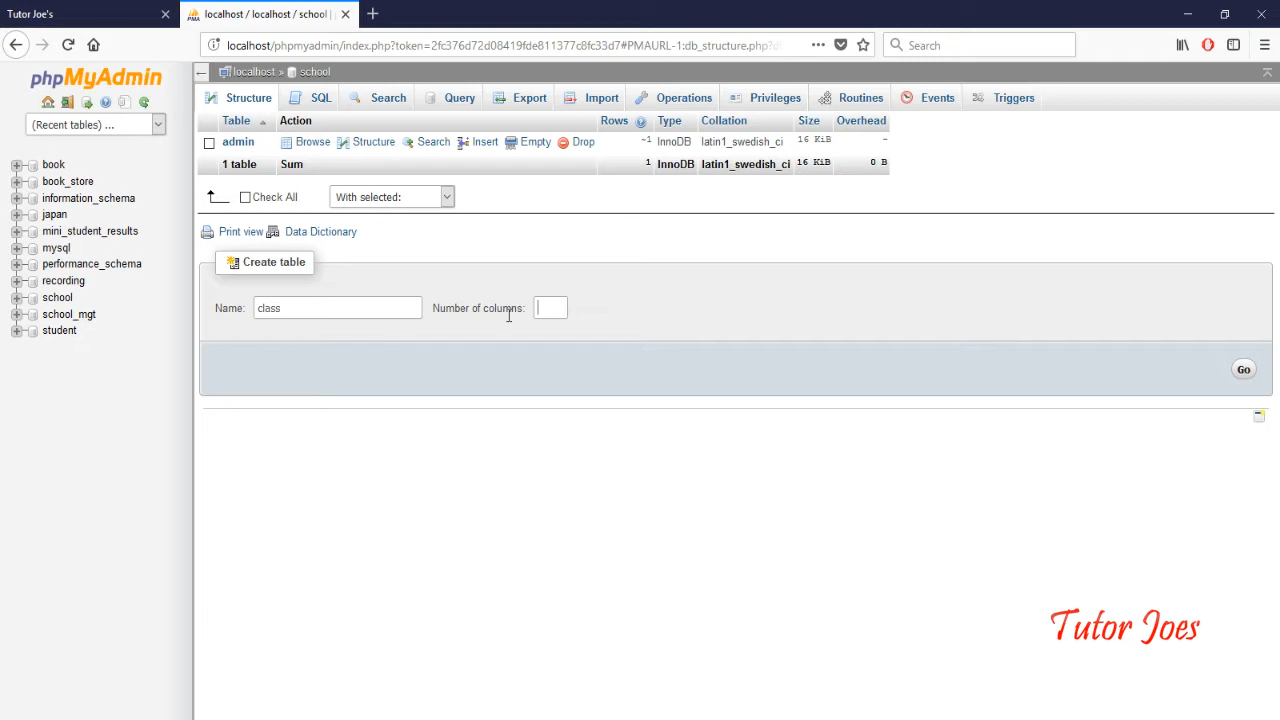 Tutor Joe's
localhost / localhost / school |
localhost/phpmyadmin/index.php?token=2fc376d72d08419fde811377c8fc33d7#PMAURL-1:db_structure.php?
Search
phpMyAdmin
(Recent tables) ...
book
book_store
information_schema
japan
mini_student_results
mysql
performance_schema
recording
school
school_mgt
student
localhost » school
Structure SQL Search Query Export Import Operations Privileges Routines Events Triggers
Table Action Rows Type Collation Size Overhead
admin Browse Structure Search Insert Empty Drop ~1 InnoDB latin1_swedish_ci 16 KiB -
1 table Sum 1 InnoDB latin1_swedish_ci 16 KiB 0 B
Check All With selected:
Print view Data Dictionary
Create table
Name: class Number of columns:
Go
Tutor Joes